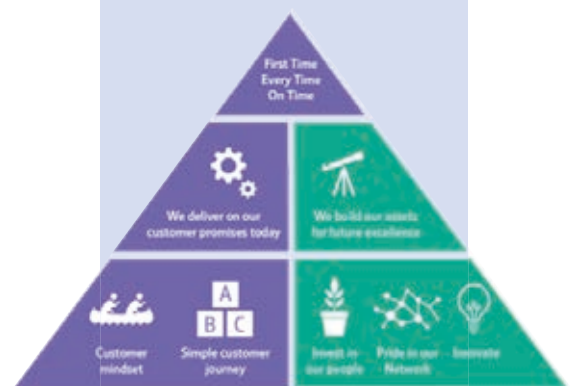 First Time
Every Time
On Time
We deliver on our
customer promises today
We build our assets
for future excellence
A
B C
Customer
mindset
Simple customer
journey
Invest in
our people
Pride in our
Network
Innovate